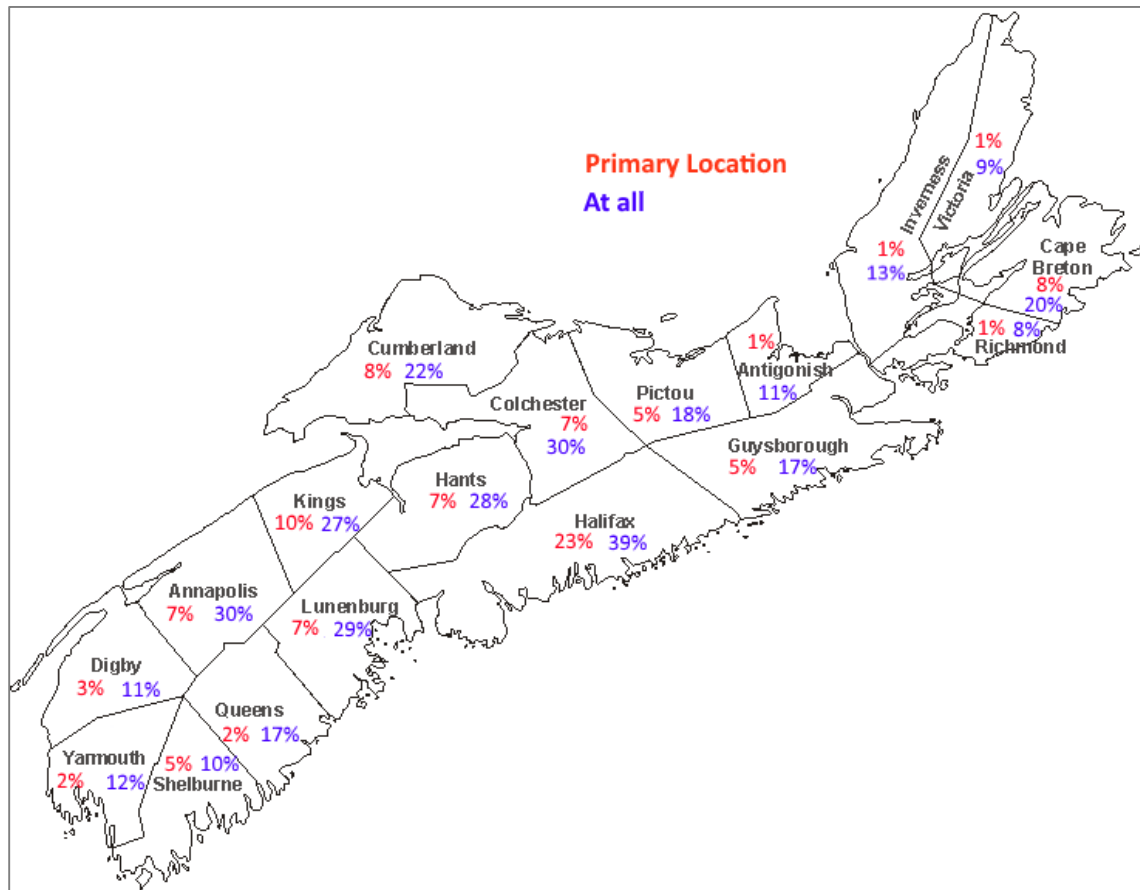 Primary Location
At all
1%
9%
Inverness
Victoria
1%
13%
Cape
Breton
8%
20%
1% 8%
Richmond
Cumberland
8% 22%
1%
Antigonish
11%
Pictou
5% 18%
Colchester
7%
30%
Guysborough
5% 17%
Hants
7% 28%
Kings
10% 27%
Halifax
23% 39%
Annapolis
7% 30%
Lunenburg
7% 29%
Digby
3% 11%
Queens
2% 17%
Yarmouth
2% 12%
5% 10%
Shelburne